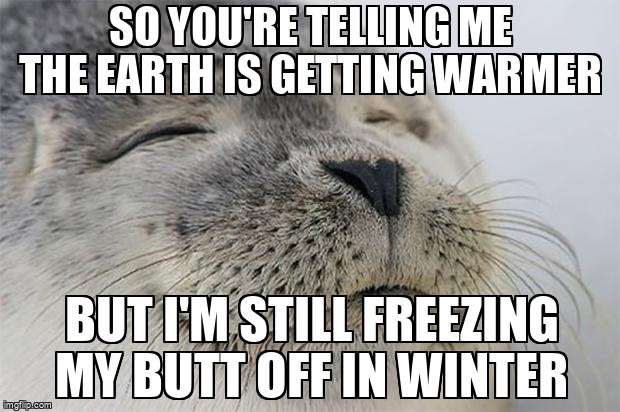 SO YOU'RE TELLING ME
THE EARTH IS GETTING WARMER
BUT I'M STILL FREEZING
MY BUTT OFF IN WINTER
imgflip.com